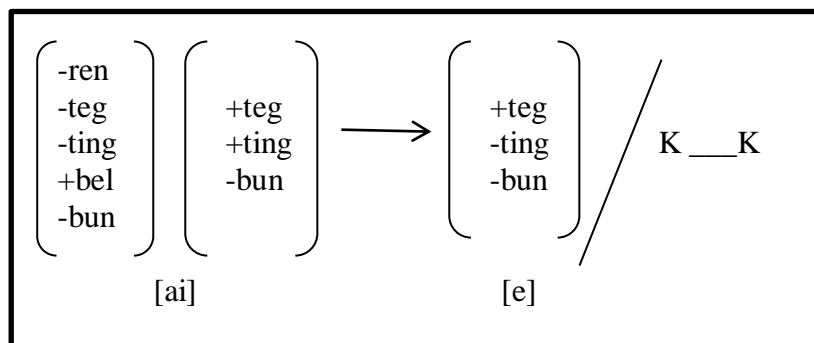 -ren
-teg
-ting
+bel
-bun
+teg
+ting
-bun
+teg
-ting
-bun
K ___K
[ai]
[e]